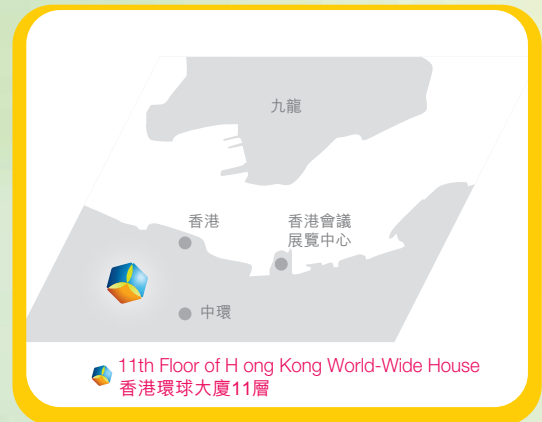 九龍
香港
香港會議
展覽中心
中環
11th Floor of H ong Kong World-Wide House
香港環球大廈11層